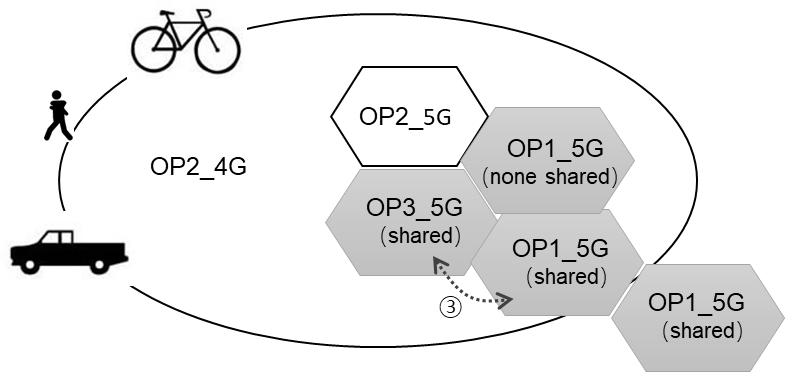 OP2_5G
OP1_5G
(none shared)
OP2_4G
OP3_5G
(shared)
OP1_5G
(shared)
③
OP1_5G
(shared)